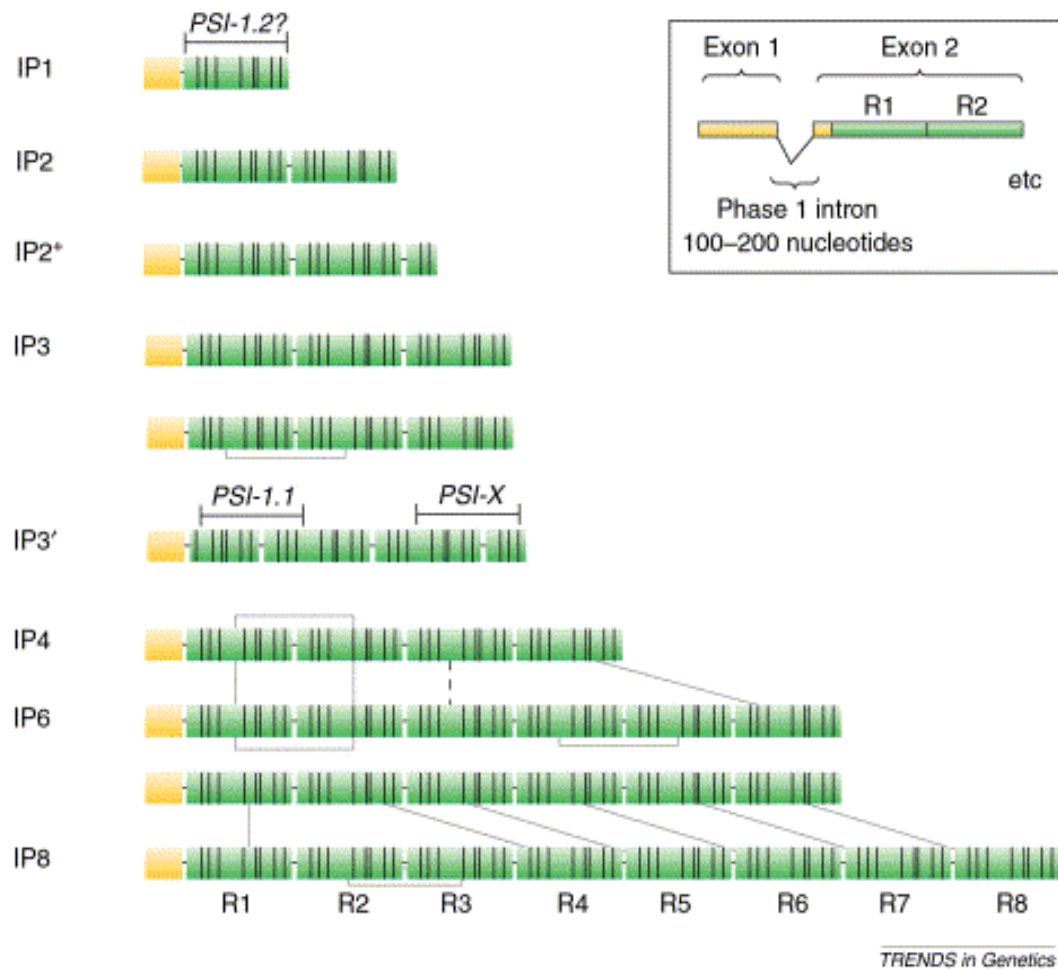 PSI-1.2?
IP1
Exon 1 Exon 2
R1 R2
etc
Phase 1 intron
100–200 nucleotides
IP2
IP2+
IP3
PSI-1.1 PSI-X
IP3′
IP4
IP6
IP8
R1 R2 R3 R4 R5 R6 R7 R8
TRENDS in Genetics